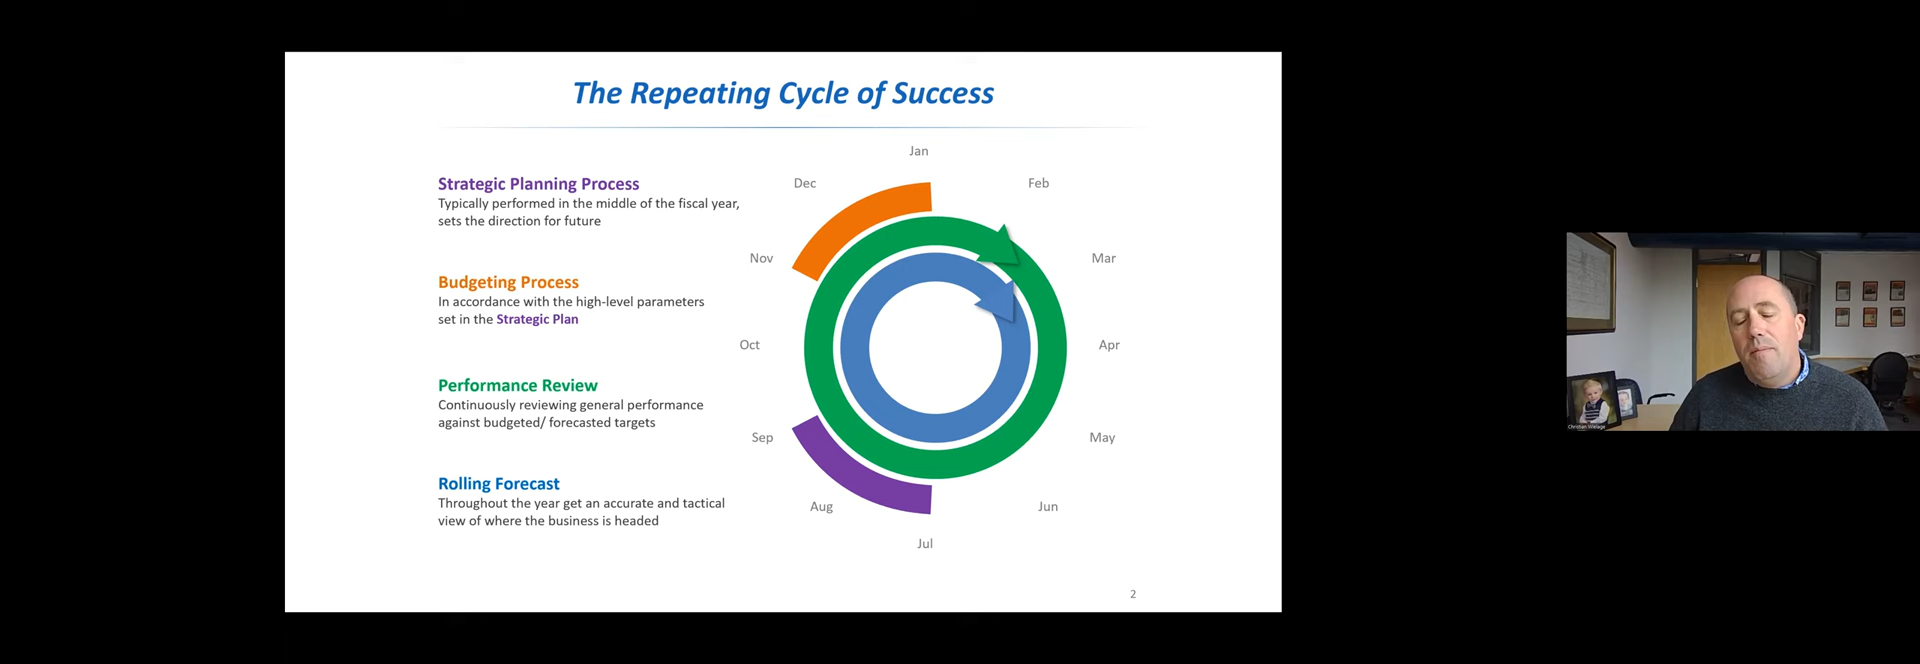 The Repeating Cycle of Success
Strategic Planning Process
Typically performed in the middle of the fiscal year,
sets the direction for future
Budgeting Process
In accordance with the high-level parameters
set in the Strategic Plan
Performance Review
Continuously reviewing general performance
against budgeted/ forecasted targets
Rolling Forecast
Throughout the year get an accurate and tactical
view of where the business is headed
Jan
Feb
Mar
Apr
May
Jun
Jul
Aug
Sep
Oct
Nov
Dec
2
Christian Wielage